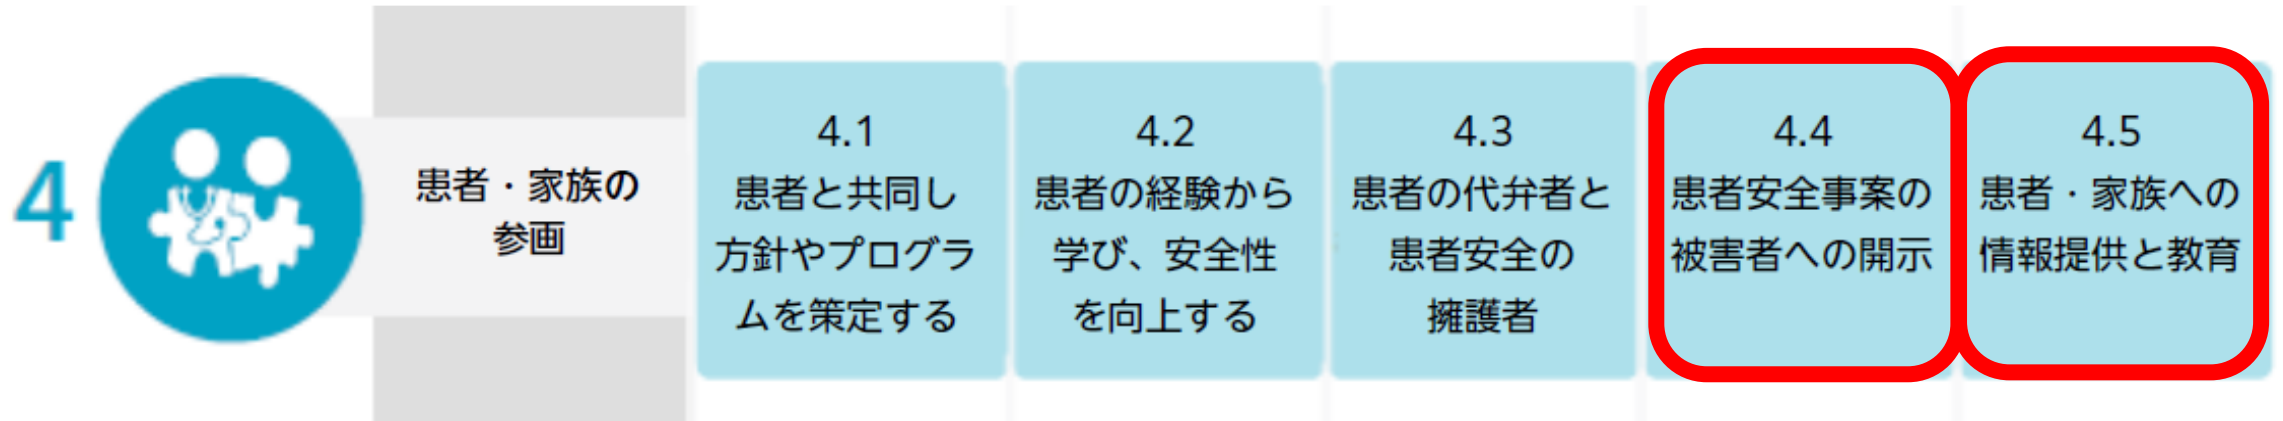 4
患者・家族の
参画
4.1
患者と共同し
方針やプログラ
ムを策定する
4.2
患者の経験から
学び、安全性
を向上する
4.3
患者の代弁者と
患者安全の
擁護者
4.4
患者安全事案の
被害者への開示
4.5
患者・家族への
情報提供と教育